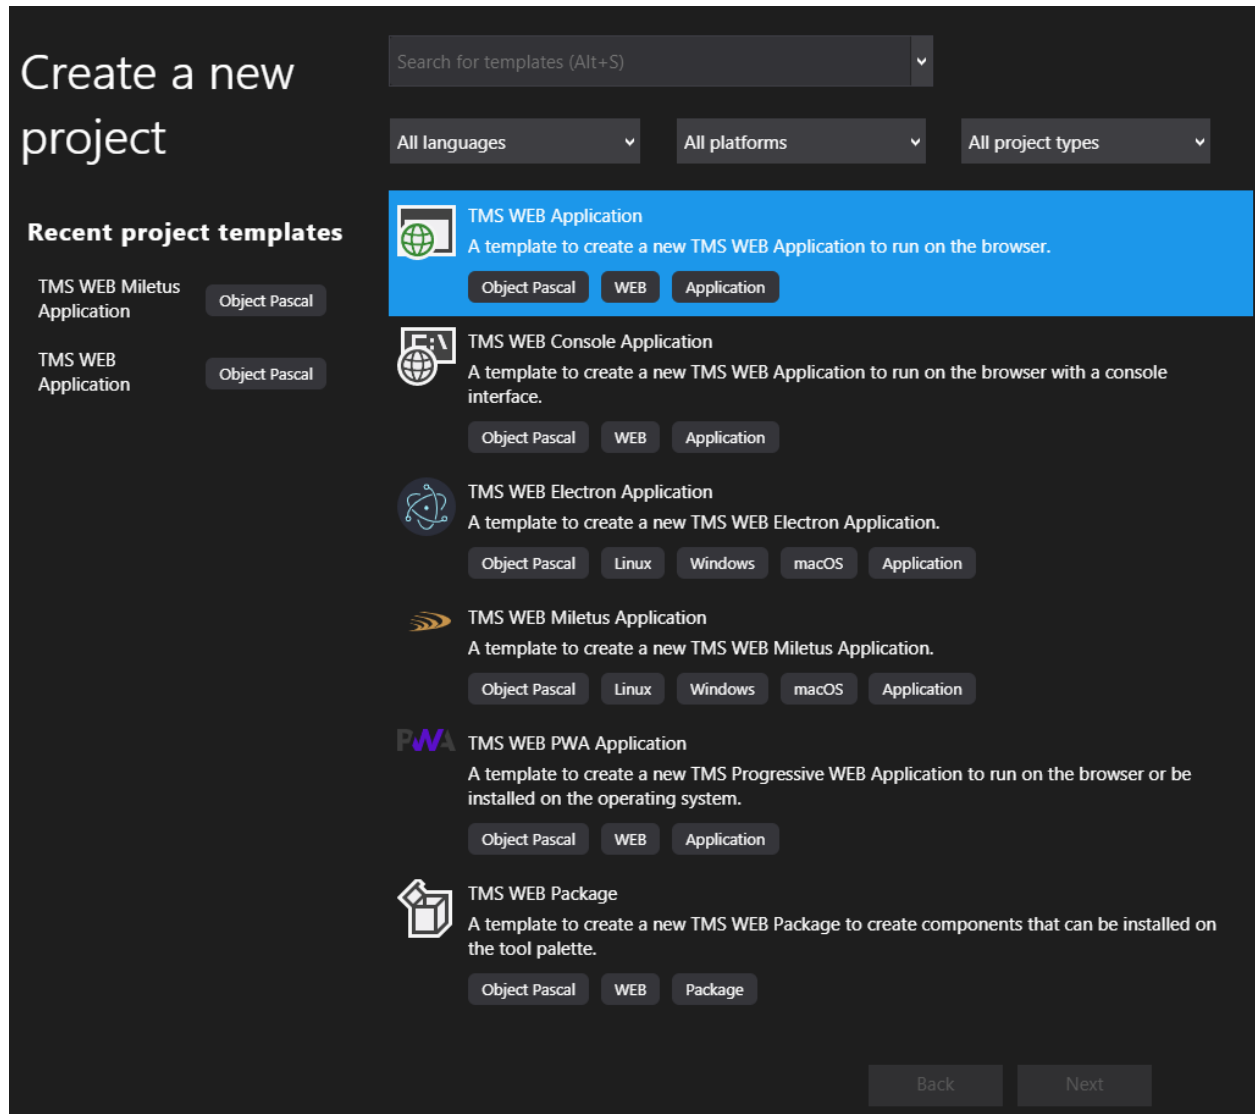 Create a new
project
Search for templates (Alt+S)
All languages
All platforms
All project types
Recent project templates
TMS WEB Miletus
Application
Object Pascal
TMS WEB
Application
Object Pascal
TMS WEB Application
A template to create a new TMS WEB Application to run on the browser.
Object Pascal WEB Application
C:\
TMS WEB Console Application
A template to create a new TMS WEB Application to run on the browser with a console
interface.
Object Pascal WEB Application
TMS WEB Electron Application
A template to create a new TMS WEB Electron Application.
Object Pascal Linux Windows macOS Application
TMS WEB Miletus Application
A template to create a new TMS WEB Miletus Application.
Object Pascal Linux Windows macOS Application
PWA
TMS WEB PWA Application
A template to create a new TMS Progressive WEB Application to run on the browser or be
installed on the operating system.
Object Pascal WEB Application
TMS WEB Package
A template to create a new TMS WEB Package to create components that can be installed on
the tool palette.
Object Pascal WEB Package
Back Next